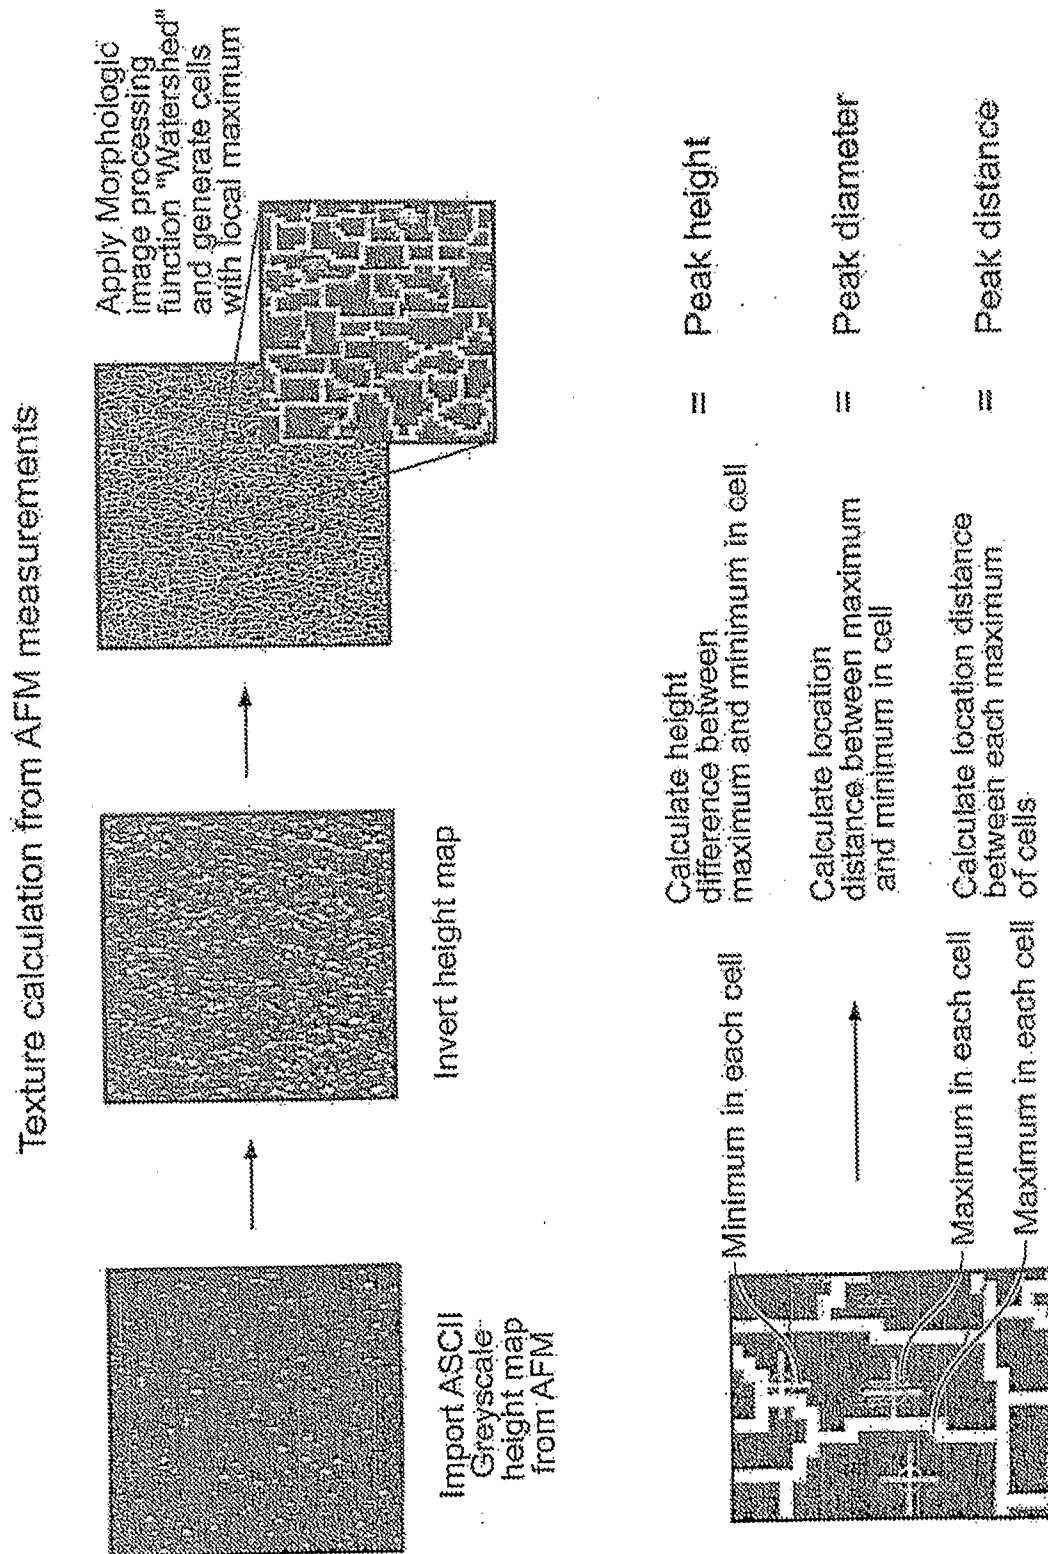 Texture calculation from AFM measurements
Import ASCII
Greyscale
height map
from AFM
Invert height map
Apply Morphologic
image processing
function "Watershed"
and generate cells
with local maximum
Minimum in each cell
Maximum in each cell
Maximum in each cell
Calculate height
difference between
maximum and minimum in cell
=
Peak height
Calculate location
distance between maximum
and minimum in cell
=
Peak diameter
Calculate location distance
between each maximum
of cells
=
Peak distance